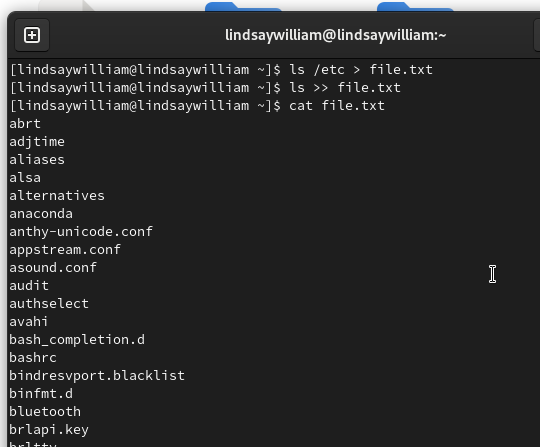 lindsaywilliam@lindsaywilliam:~
[lindsaywilliam@lindsaywilliam ~]$ ls /etc > file.txt
[lindsaywilliam@lindsaywilliam ~]$ ls >> file.txt
[lindsaywilliam@lindsaywilliam ~]$ cat file.txt
abrt
adjtime
aliases
alsa
alternatives
anaconda
anthy-unicode.conf
appstream.conf
asound.conf
audit
authselect
avahi
bash_completion.d
bashrc
bindresvport.blacklist
binfmt.d
bluetooth
brlapi.key